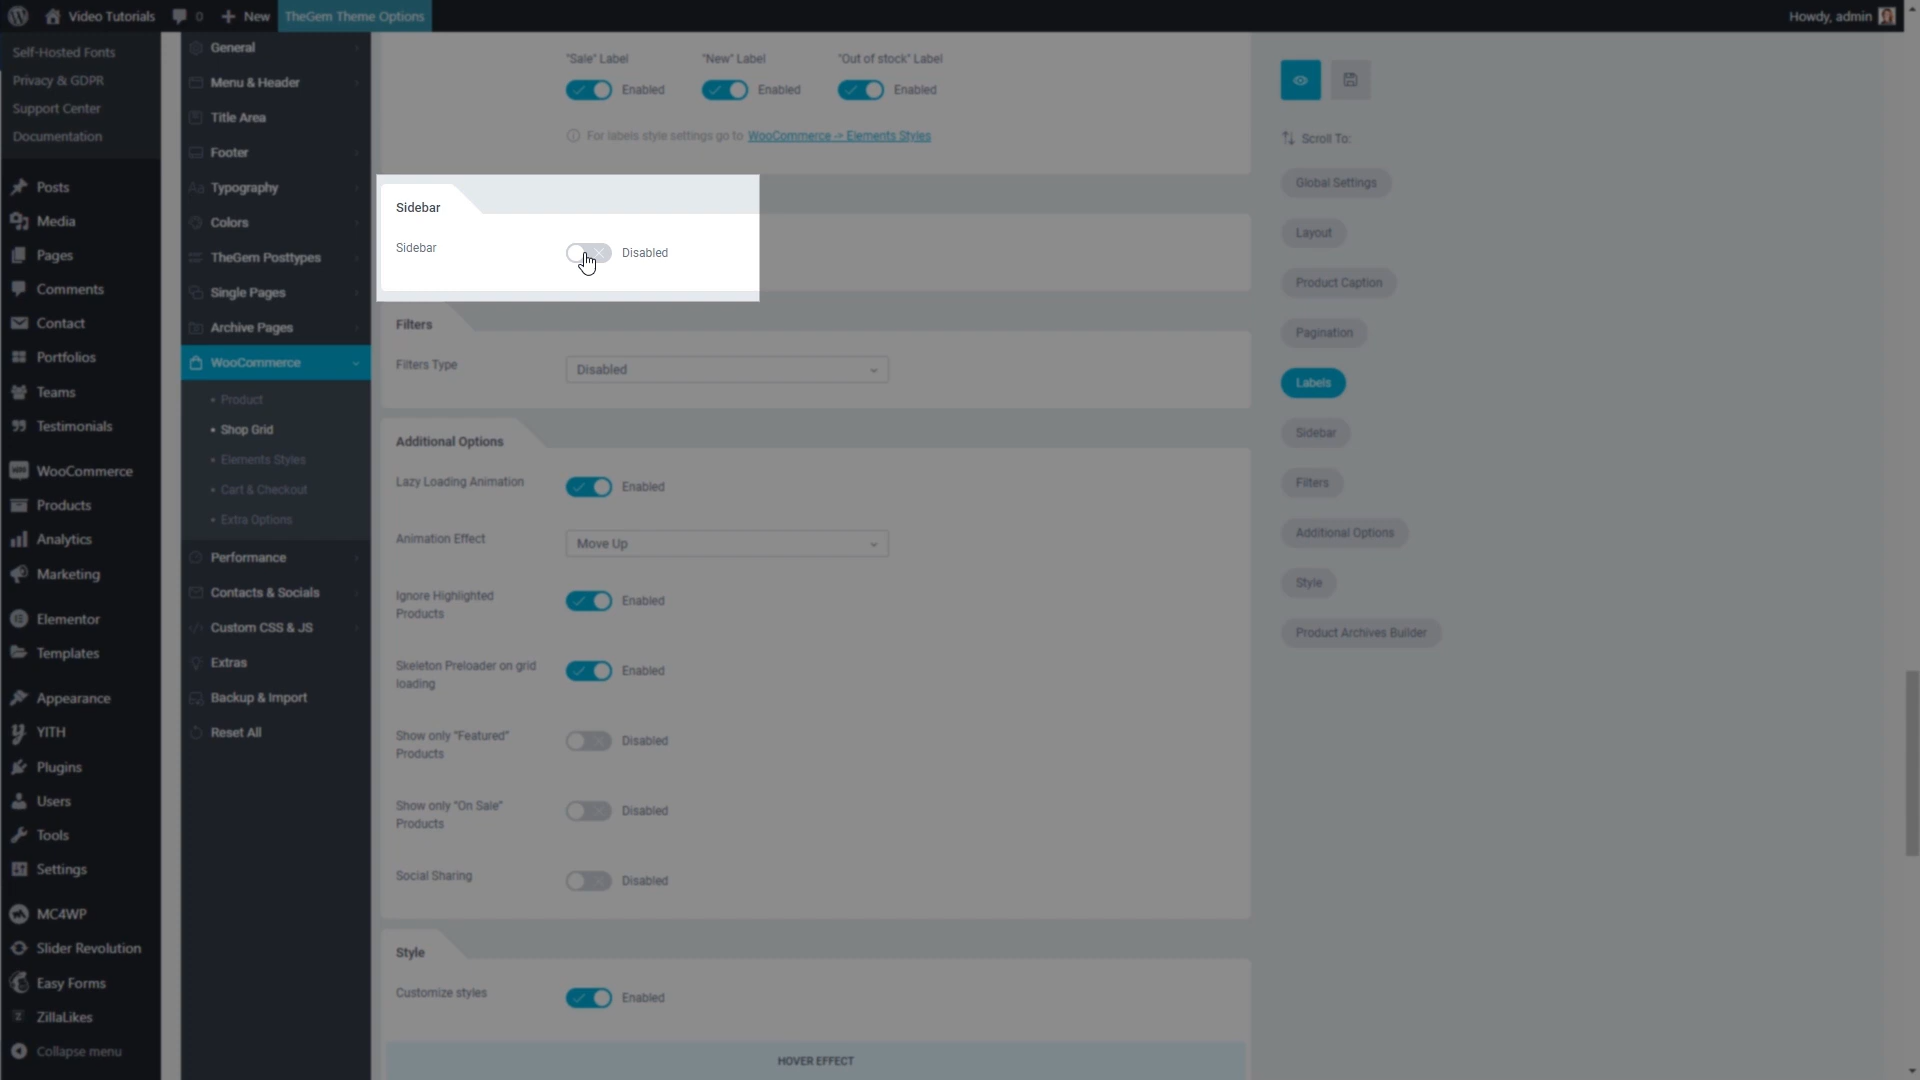 Video Tutorials
0
New
TheGem Theme Options
Howdy, admin
Self-Hosted Fonts
Privacy & GDPR
Support Center
Documentation
Posts
Media
Pages
Comments
Contact
Portfolios
Teams
Testimonials
WooCommerce
Products
Analytics
Marketing
Elementor
Templates
Appearance
YITH
Plugins
Users
Tools
Settings
MC4WP
Slider Revolution
Easy Forms
ZillaLikes
Collapse menu
General
Menu & Header
Title Area
Footer
Typography
Colors
TheGem Posttypes
Single Pages
Archive Pages
WooCommerce
Product
Shop Grid
Elements Styles
Cart & Checkout
Extra Options
Performance
Contacts & Socials
Custom CSS & JS
Extras
Backup & Import
Reset All
"Sale" Label
"New" Label
"Out of stock" Label
Enabled
Enabled
Enabled
For labels style settings go to WooCommerce -> Elements Styles
Sidebar
Sidebar
Disabled
Filters
Filters Type
Disabled
Additional Options
Lazy Loading Animation
Enabled
Animation Effect
Move Up
Ignore Highlighted
Products
Enabled
Skeleton Preloader on grid
loading
Enabled
Show only "Featured"
Products
Disabled
Show only "On Sale"
Products
Disabled
Social Sharing
Disabled
Style
Customize styles
Enabled
HOVER EFFECT
Scroll To:
Global Settings
Layout
Product Caption
Pagination
Labels
Sidebar
Filters
Additional Options
Style
Product Archives Builder